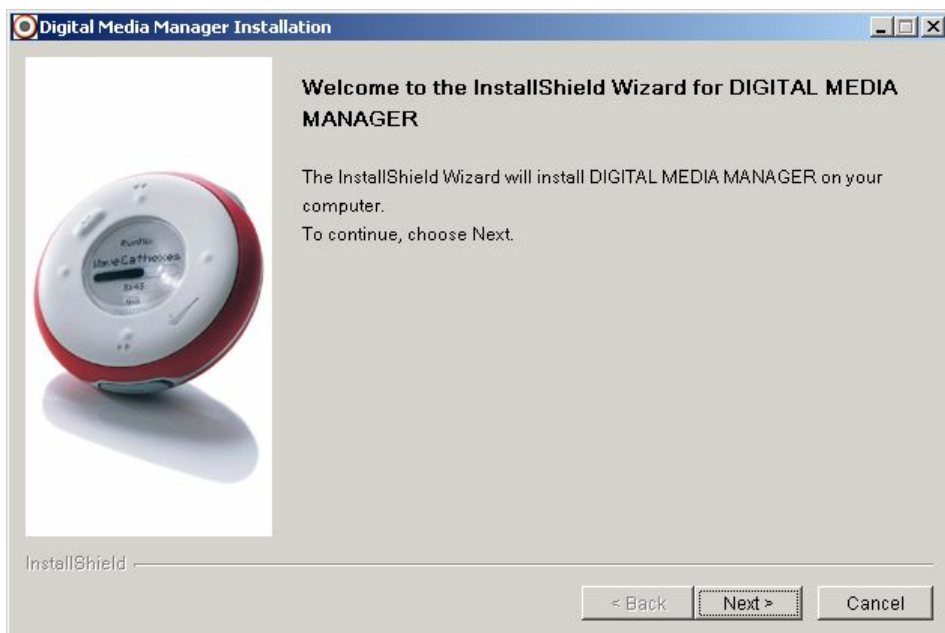 Digital Media Manager Installation
Welcome to the InstallShield Wizard for DIGITAL MEDIA
MANAGER
The InstallShield Wizard will install DIGITAL MEDIA MANAGER on your
computer.
To continue, choose Next.
InstallShield
< Back
Next >
Cancel